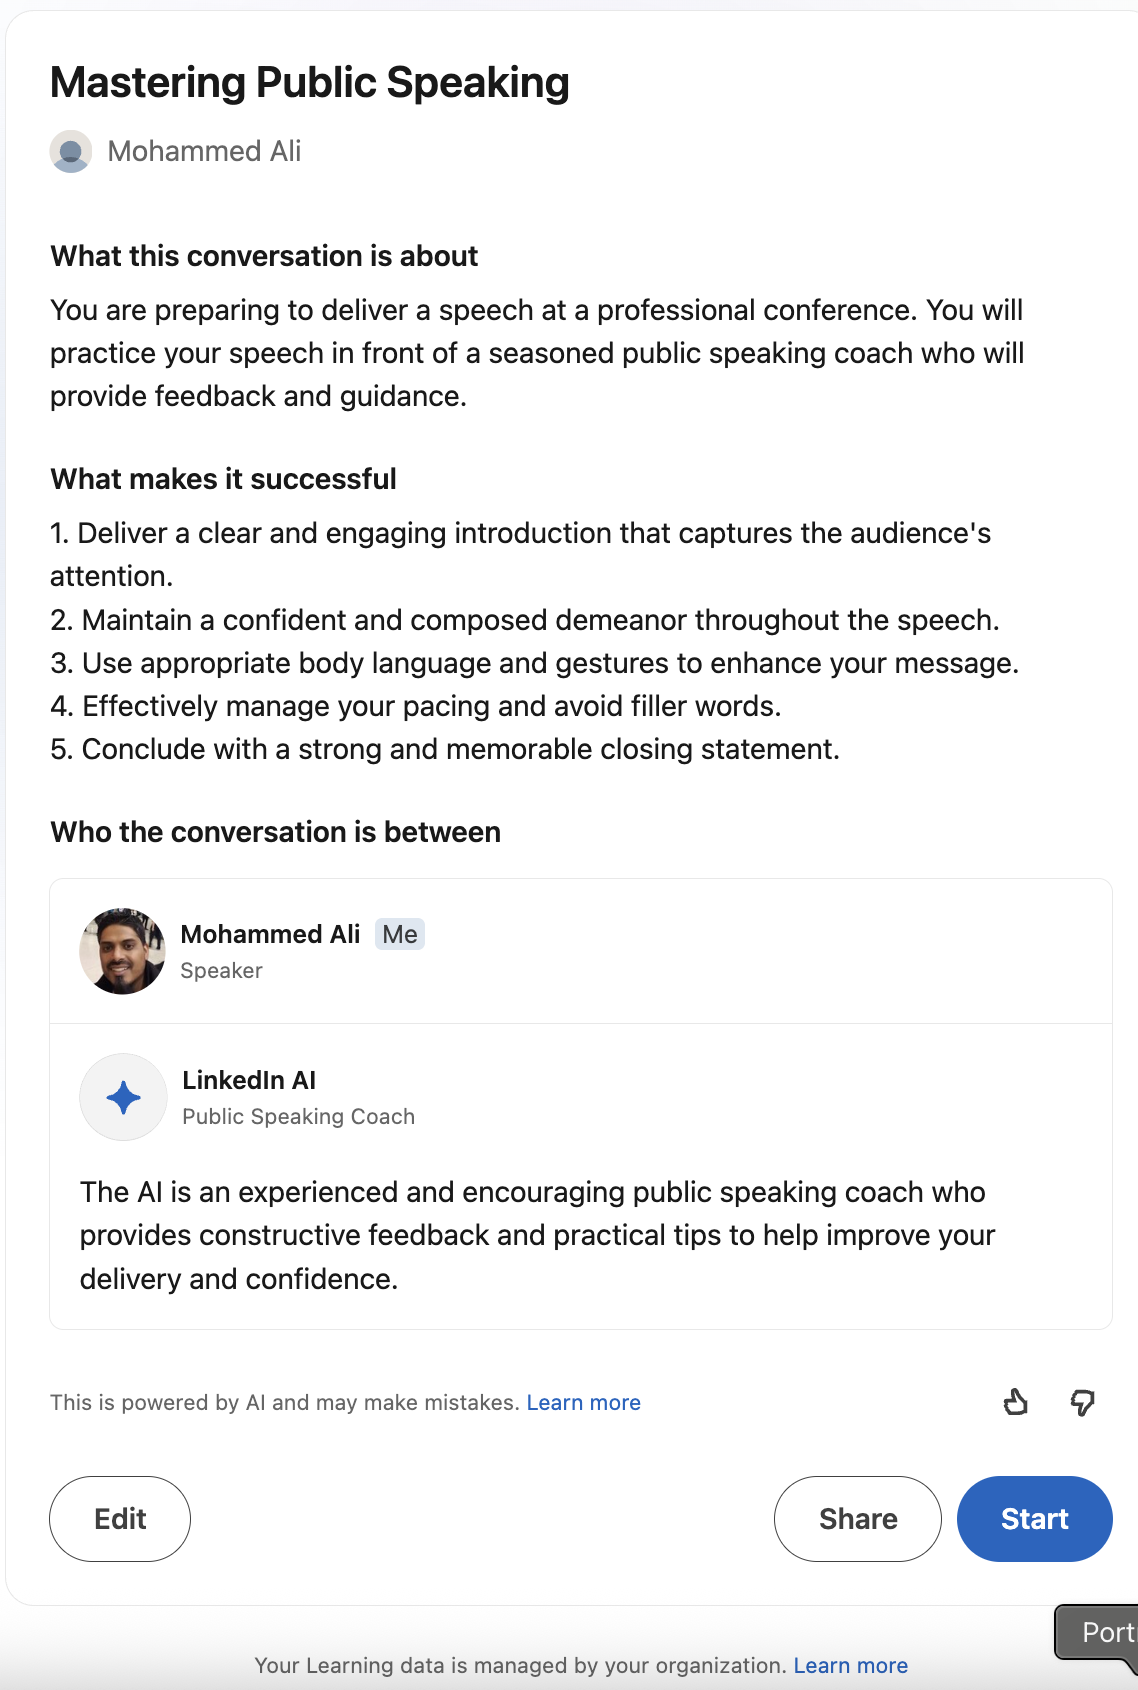 Mastering Public Speaking
Mohammed Ali
What this conversation is about
You are preparing to deliver a speech at a professional conference. You will
practice your speech in front of a seasoned public speaking coach who will
provide feedback and guidance.
What makes it successful
1. Deliver a clear and engaging introduction that captures the audience's
attention.
2. Maintain a confident and composed demeanor throughout the speech.
3. Use appropriate body language and gestures to enhance your message.
4. Effectively manage your pacing and avoid filler words.
5. Conclude with a strong and memorable closing statement.
Who the conversation is between
Mohammed Ali Me
Speaker
LinkedIn AI
Public Speaking Coach
The AI is an experienced and encouraging public speaking coach who
provides constructive feedback and practical tips to help improve your
delivery and confidence.
This is powered by AI and may make mistakes. Learn more
Edit Share Start
Your Learning data is managed by your organization. Learn more